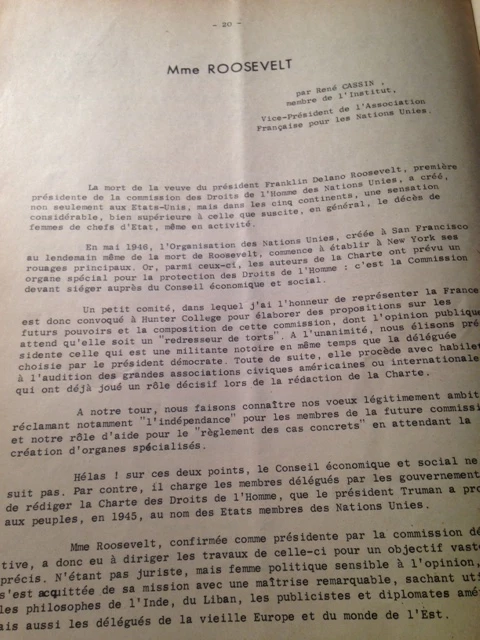 - 20 -
Mme ROOSEVELT
par René CASSIN,
membre de l'Institut,
Vice-Président de l'Association
Française pour les Nations Unies.
La mort de la veuve du président Franklin Delano Roosevelt, première
présidente de la commission des Droits de l'Homme des Nations Unies, a créé,
non seulement aux Etats-Unis, mais dans les cinq continents, une sensation
considérable, bien supérieure à celle que suscite, en général, le décès de
femmes de chefs d'Etat, même en activité.
En mai 1946, l'Organisation des Nations Unies, créée à San Francisco
au lendemain même de la mort de Roosevelt, commence à établir à New York ses
rouages principaux. Or, parmi ceux-ci, les auteurs de la Charte ont prévu un
organe spécial pour la protection des Droits de l'Homme : c'est la Commission
devant siéger auprès du Conseil économique et social.
Un petit comité, dans lequel j'ai l'honneur de représenter la France
est donc convoqué à Hunter College pour élaborer des propositions sur les
futurs pouvoirs et la composition de cette commission, dont l'opinion publique
attend qu'elle soit un "redresseur de torts". A l'unanimité, nous élisons pré
sidente celle qui est une militante notoire en même temps que la déléguée
choisie par le président démocrate. Toute de suite, elle procède avec habilet
à l'audition des grandes associations civiques américaines ou internationale
qui ont déjà joué un rôle décisif lors de la rédaction de la Charte.
A notre tour, nous faisons connaître nos voeux légitimement ambit
réclamant notamment "l'indépendance" pour les membres de la future commissi
et notre rôle d'aide pour le "règlement des cas concrets" en attendant la
création d'organes spécialisés.
Hélas ! sur ces deux points, le Conseil économique et social ne
suit pas. Par contre, il charge les membres délégués par les gouvernement
de rédiger la Charte des Droits de l'Homme, que le président Truman a pro
aux peuples, en 1945, au nom des Etats membres des Nations Unies.
Mme Roosevelt, confirmée comme présidente par la commission dé
tive, a donc eu à diriger les travaux de celle-ci pour un objectif vaste
précis. N'étant pas juriste, mais femme politique sensible à l'opinion,
s'est acquittée de sa mission avec une maîtrise remarquable, sachant uti
les philosophes de l'Inde, du Liban, les publicistes et diplomates amé
ais aussi les délégués de la vieille Europe et du monde de l'Est.